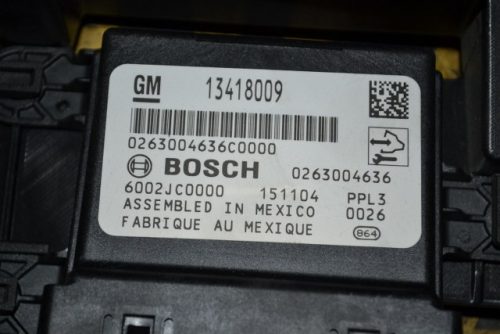 GM 13418009
0263004636C0000
BOSCH 0263004636
6002JC0000 151104 PPL3
ASSEMBLED IN MEXICO 0026
FABRIQUE AU MEXIQUE 864